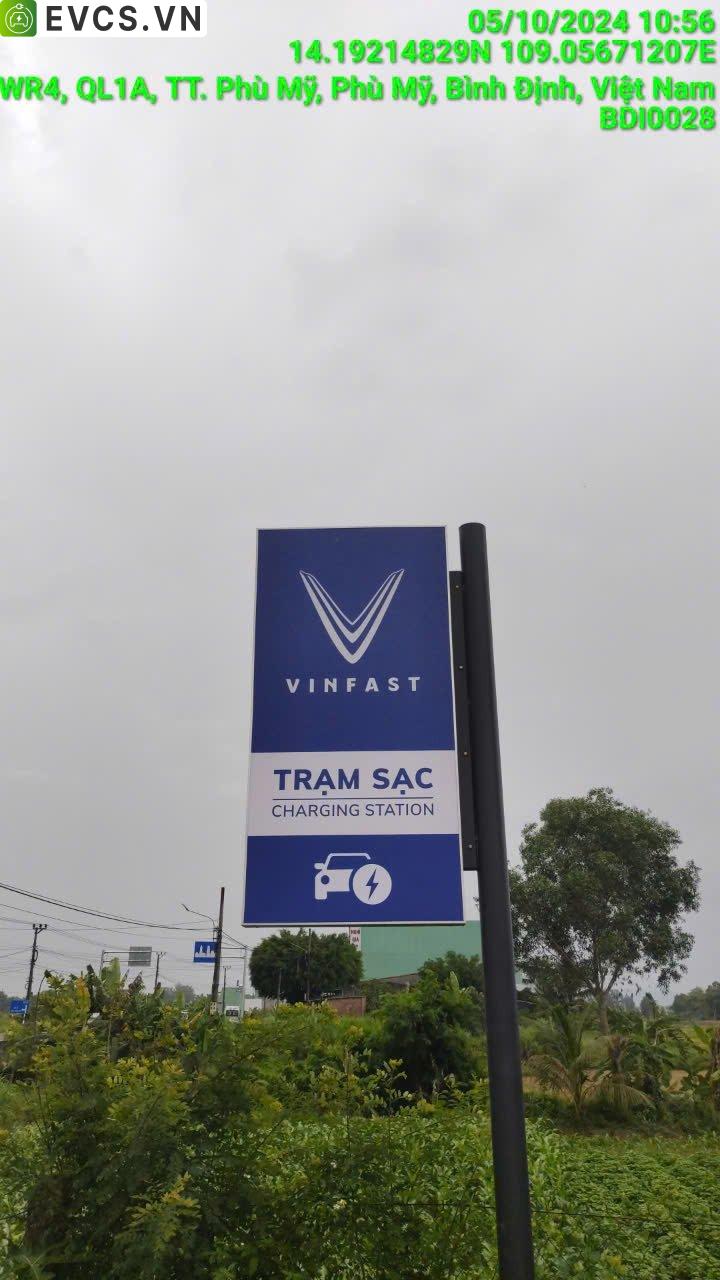 EVCS.VN
05/10/2024 10:56
14.19214829N 109.05671207E
WR4, QL1A, TT. Phù Mỹ, Phù Mỹ, Bình Định, Việt Nam
BDI0028
VINFAST
TRẠM SẠC
CHARGING STATION